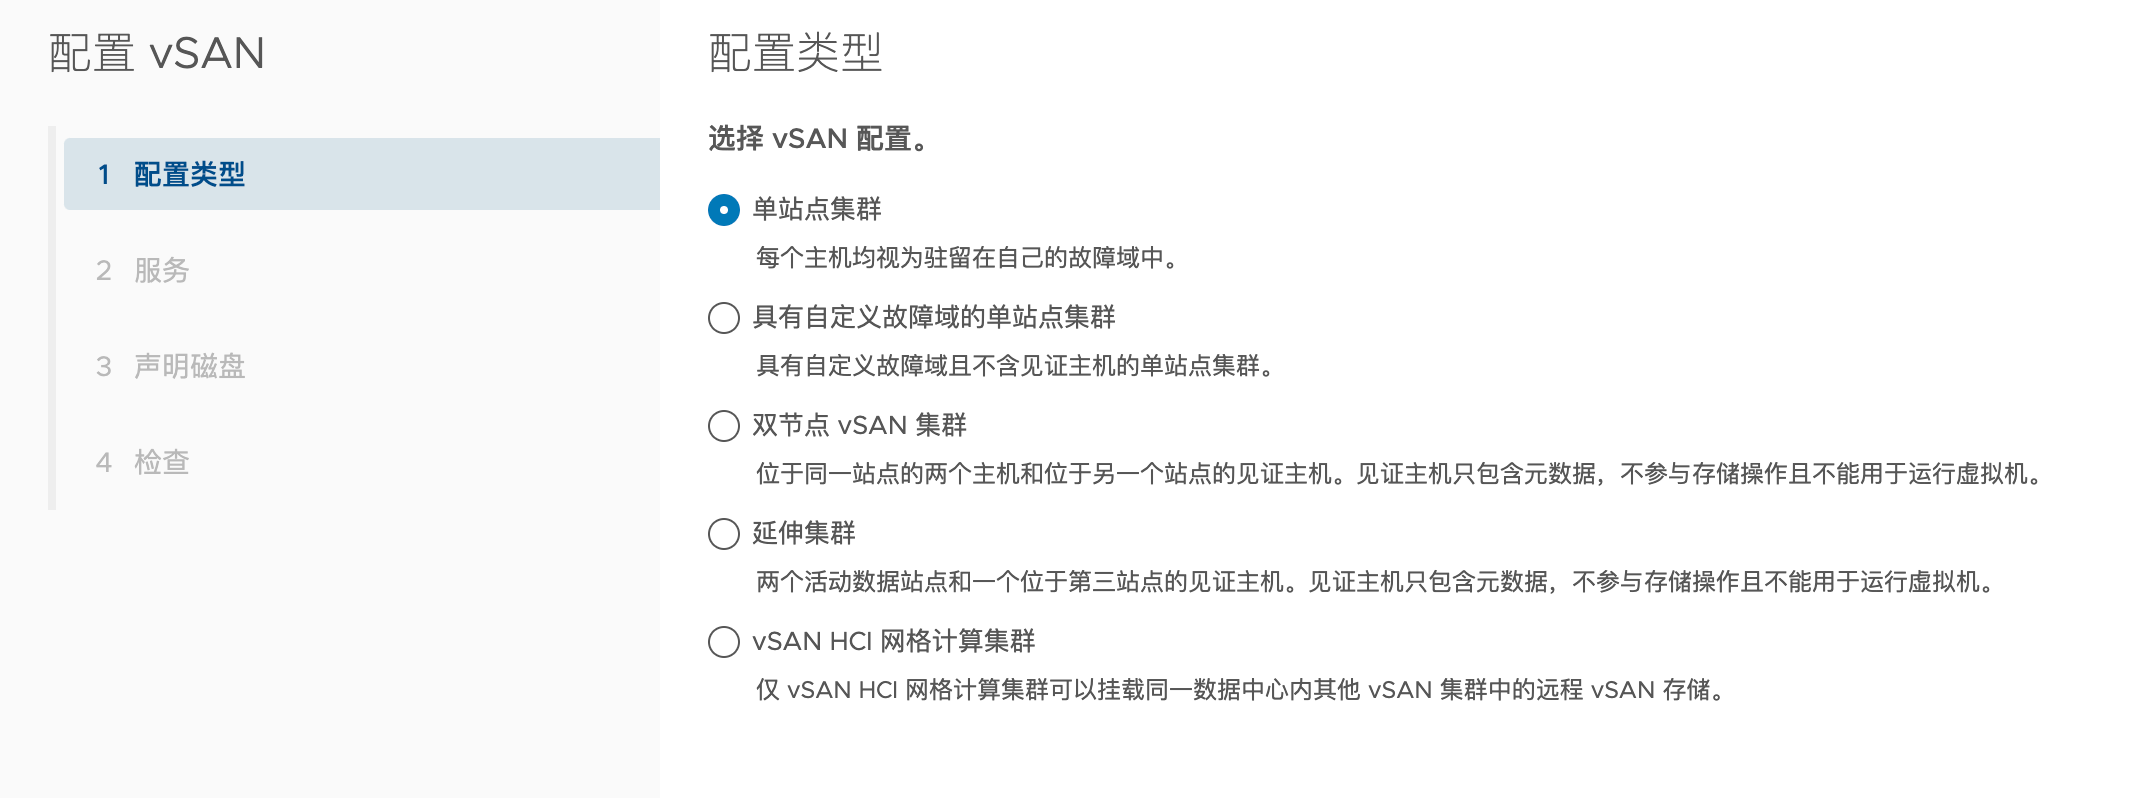 配置 vSAN
1 配置类型
2 服务
3 声明磁盘
4 检查
配置类型
选择 vSAN 配置。
单站点集群
每个主机均视为驻留在自己的故障域中。
具有自定义故障域的单站点集群
具有自定义故障域且不含见证主机的单站点集群。
双节点 vSAN 集群
位于同一站点的两个主机和位于另一个站点的见证主机。见证主机只包含元数据，不参与存储操作且不能用于运行虚拟机。
延伸集群
两个活动数据站点和一个位于第三站点的见证主机。见证主机只包含元数据，不参与存储操作且不能用于运行虚拟机。
vSAN HCI 网格计算集群
仅 vSAN HCI 网格计算集群可以挂载同一数据中心内其他 vSAN 集群中的远程 vSAN 存储。